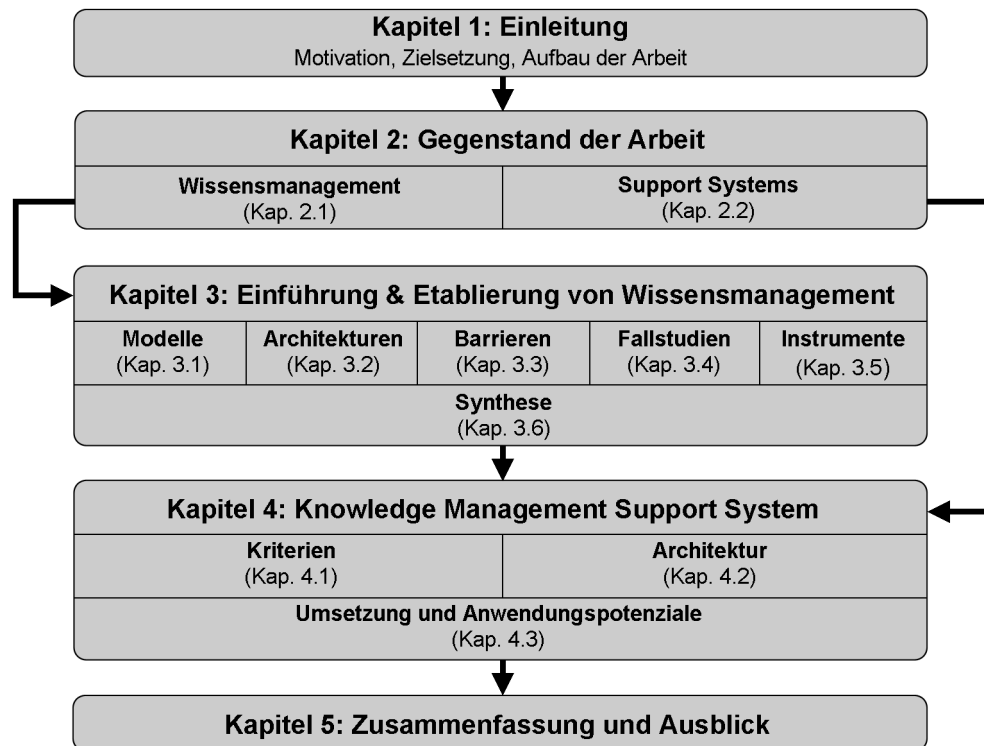 Kapitel 1: Einleitung
Motivation, Zielsetzung, Aufbau der Arbeit
Kapitel 2: Gegenstand der Arbeit
Wissensmanagement
(Kap. 2.1)
Support Systems
(Kap. 2.2)
Kapitel 3: Einführung & Etablierung von Wissensmanagement
Modelle
(Kap. 3.1)
Architekturen
(Kap. 3.2)
Barrieren
(Kap. 3.3)
Fallstudien
(Kap. 3.4)
Instrumente
(Kap. 3.5)
Synthese
(Kap. 3.6)
Kapitel 4: Knowledge Management Support System
Kriterien
(Kap. 4.1)
Architektur
(Kap. 4.2)
Umsetzung und Anwendungspotenziale
(Kap. 4.3)
Kapitel 5: Zusammenfassung und Ausblick